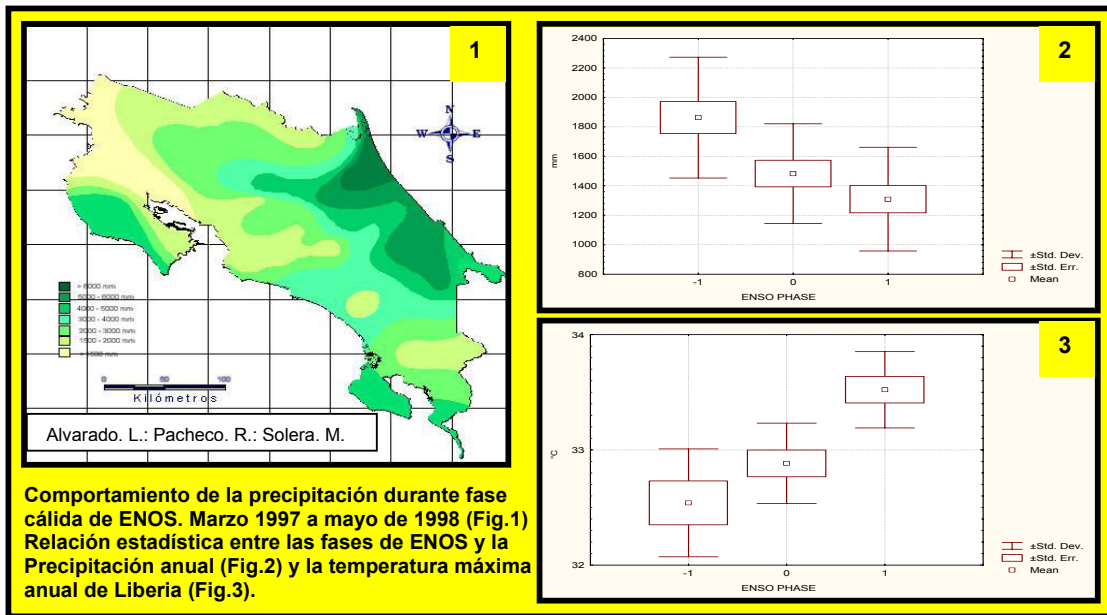 1
N
W E
S
> 6000 mm
5000 - 6000 mm
4000 - 5000 mm
3000 - 4000 mm
2000 - 3000 mm
1500 - 2000 mm
< 1500 mm
0 50 100
Kilómetros
Alvarado. L.: Pacheco. R.: Solera. M.
Comportamiento de la precipitación durante fase
cálida de ENOS. Marzo 1997 a mayo de 1998 (Fig.1)
Relación estadística entre las fases de ENOS y la
Precipitación anual (Fig.2) y la temperatura máxima
anual de Liberia (Fig.3).
2
mm
2400
2200
2000
1800
1600
1400
1200
1000
800
-1 0 1
ENSO PHASE
±Std. Dev.
±Std. Err.
Mean
3
°C
34
33
32
-1 0 1
ENSO PHASE
±Std. Dev.
±Std. Err.
Mean